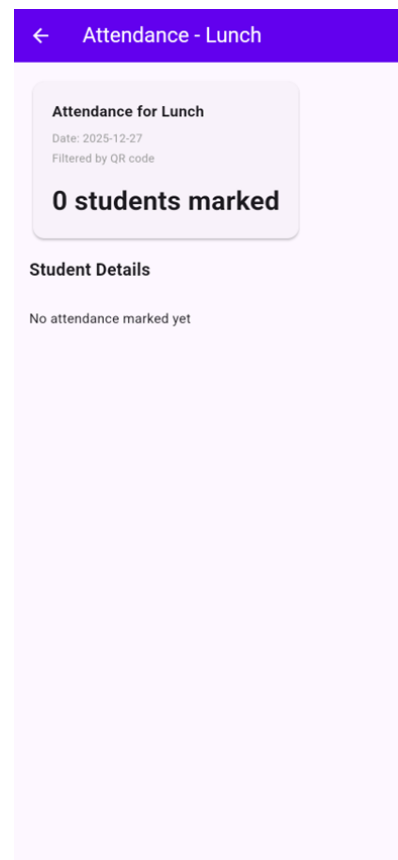 Attendance - Lunch
Attendance for Lunch
Date: 2025-12-27
Filtered by QR code
0 students marked
Student Details
No attendance marked yet